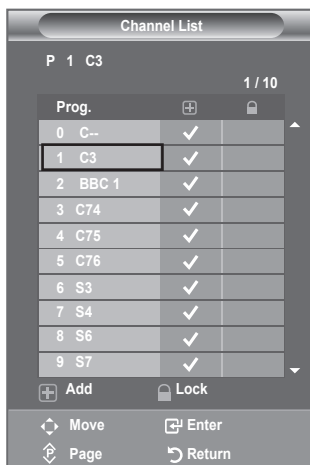 Channel List
P 1 C3
1 / 10
Prog.
0 C--
1 C3
2 BBC 1
3 C74
4 C75
5 C76
6 S3
7 S4
8 S6
9 S7
Add Lock
Move Enter
P Page Return